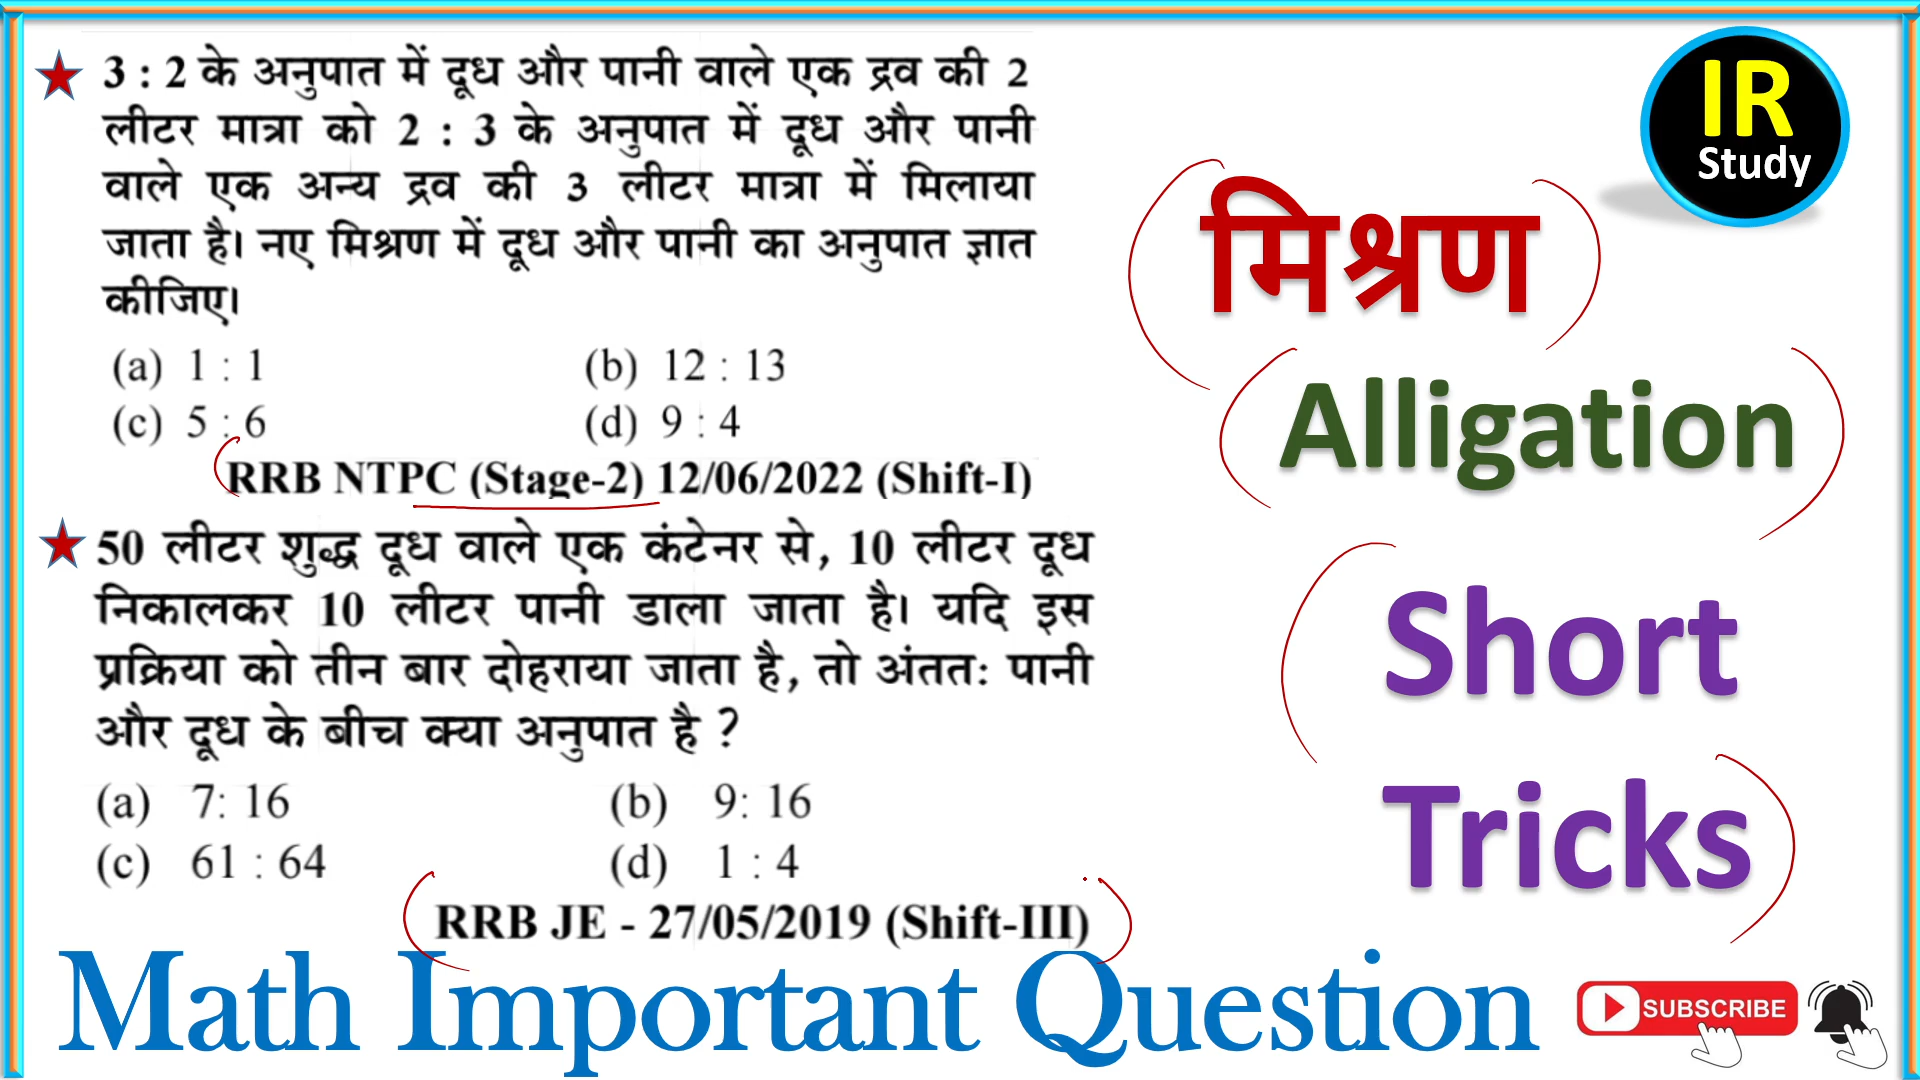 3 : 2 के अनुपात में दूध और पानी वाले एक द्रव की 2
लीटर मात्रा को 2 : 3 के अनुपात में दूध और पानी
वाले एक अन्य द्रव की 3 लीटर मात्रा में मिलाया
जाता है। नए मिश्रण में दूध और पानी का अनुपात ज्ञात
कीजिए।
(a) 1 : 1 (b) 12 : 13
(c) 5 : 6 (d) 9 : 4
RRB NTPC (Stage-2) 12/06/2022 (Shift-I)
50 लीटर शुद्ध दूध वाले एक कंटेनर से, 10 लीटर दूध
निकालकर 10 लीटर पानी डाला जाता है। यदि इस
प्रक्रिया को तीन बार दोहराया जाता है, तो अंततः पानी
और दूध के बीच क्या अनुपात है ?
(a) 7: 16 (b) 9: 16
(c) 61 : 64 (d) 1 : 4
RRB JE - 27/05/2019 (Shift-III)
IR
Study
मिश्रण
Alligation
Short
Tricks
Math Important Question
SUBSCRIBE